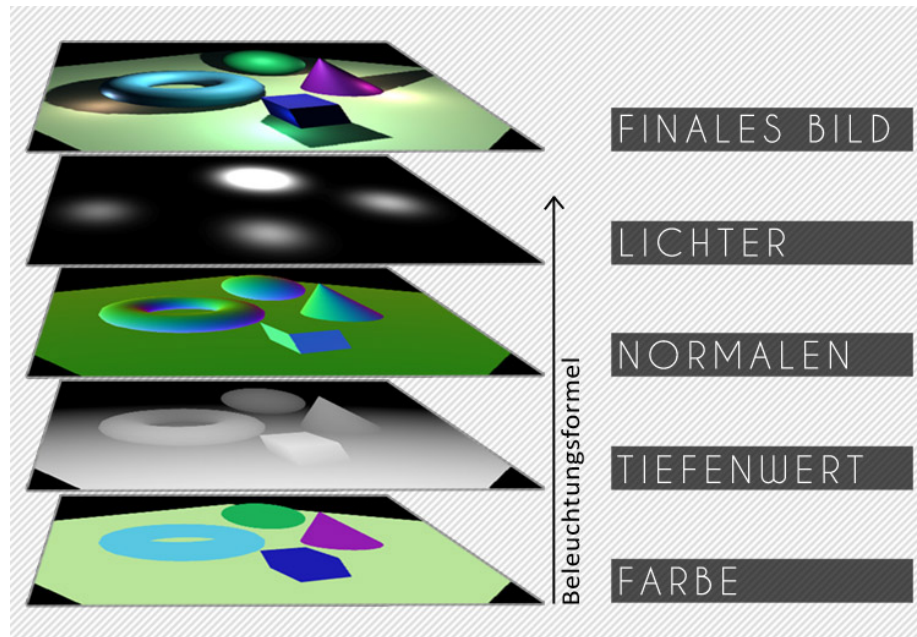 FINALES BILD
LICHTER
NORMALEN
TIEFENWERT
FARBE
Beleuchtungsformel